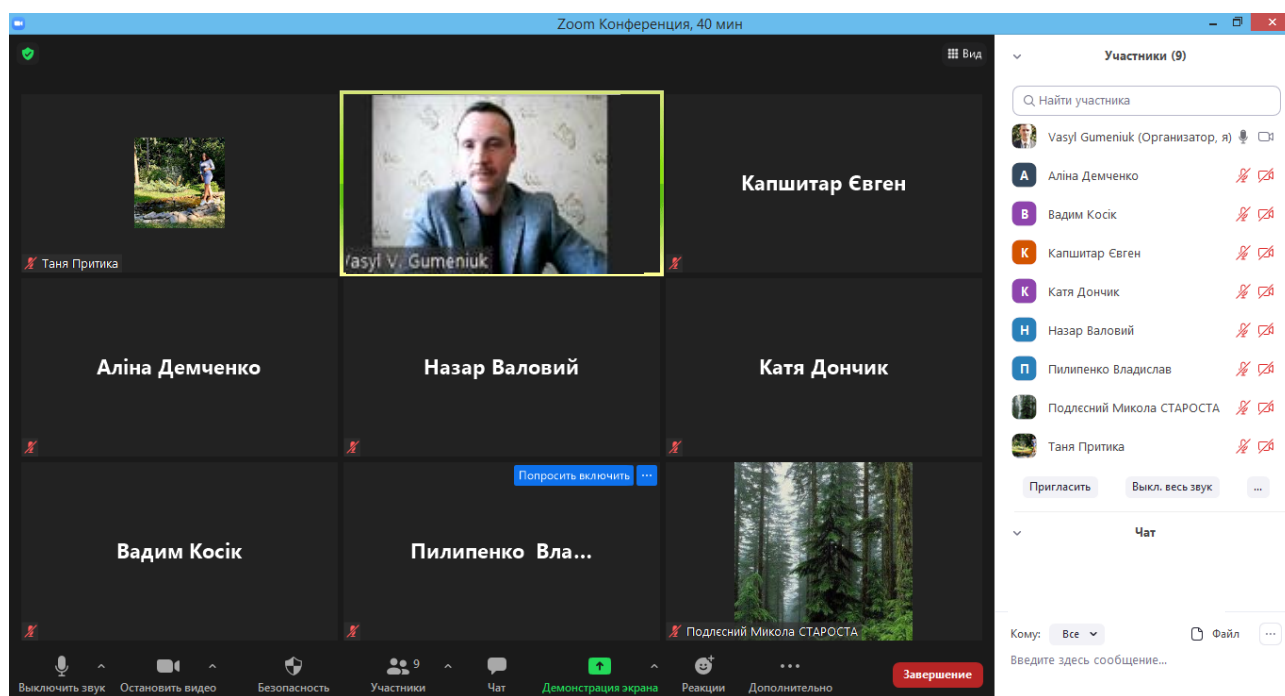 Zoom Конференция, 40 мин
Вид
Таня Притика
Vasyl V. Gumeniuk
Капшитар Євген
Аліна Демченко
Назар Валовий
Катя Дончик
Попросить включить ...
Вадим Косік
Пилипенко Вла...
Подлєсний Микола СТАРОСТА
Выключить звук
Остановить видео
Безопасность
9
Участники
Чат
Демонстрация экрана
Реакции
Дополнительно
Завершение
Участники (9)
Найти участника
Vasyl Gumeniuk (Организатор, я)
А Аліна Демченко
В Вадим Косік
К Капшитар Євген
К Катя Дончик
Н Назар Валовий
П Пилипенко Владислав
Подлєсний Микола СТАРОСТА
Таня Притика
Пригласить Выкл. весь звук ...
Чат
Кому: Все Файл ...
Введите здесь сообщение...